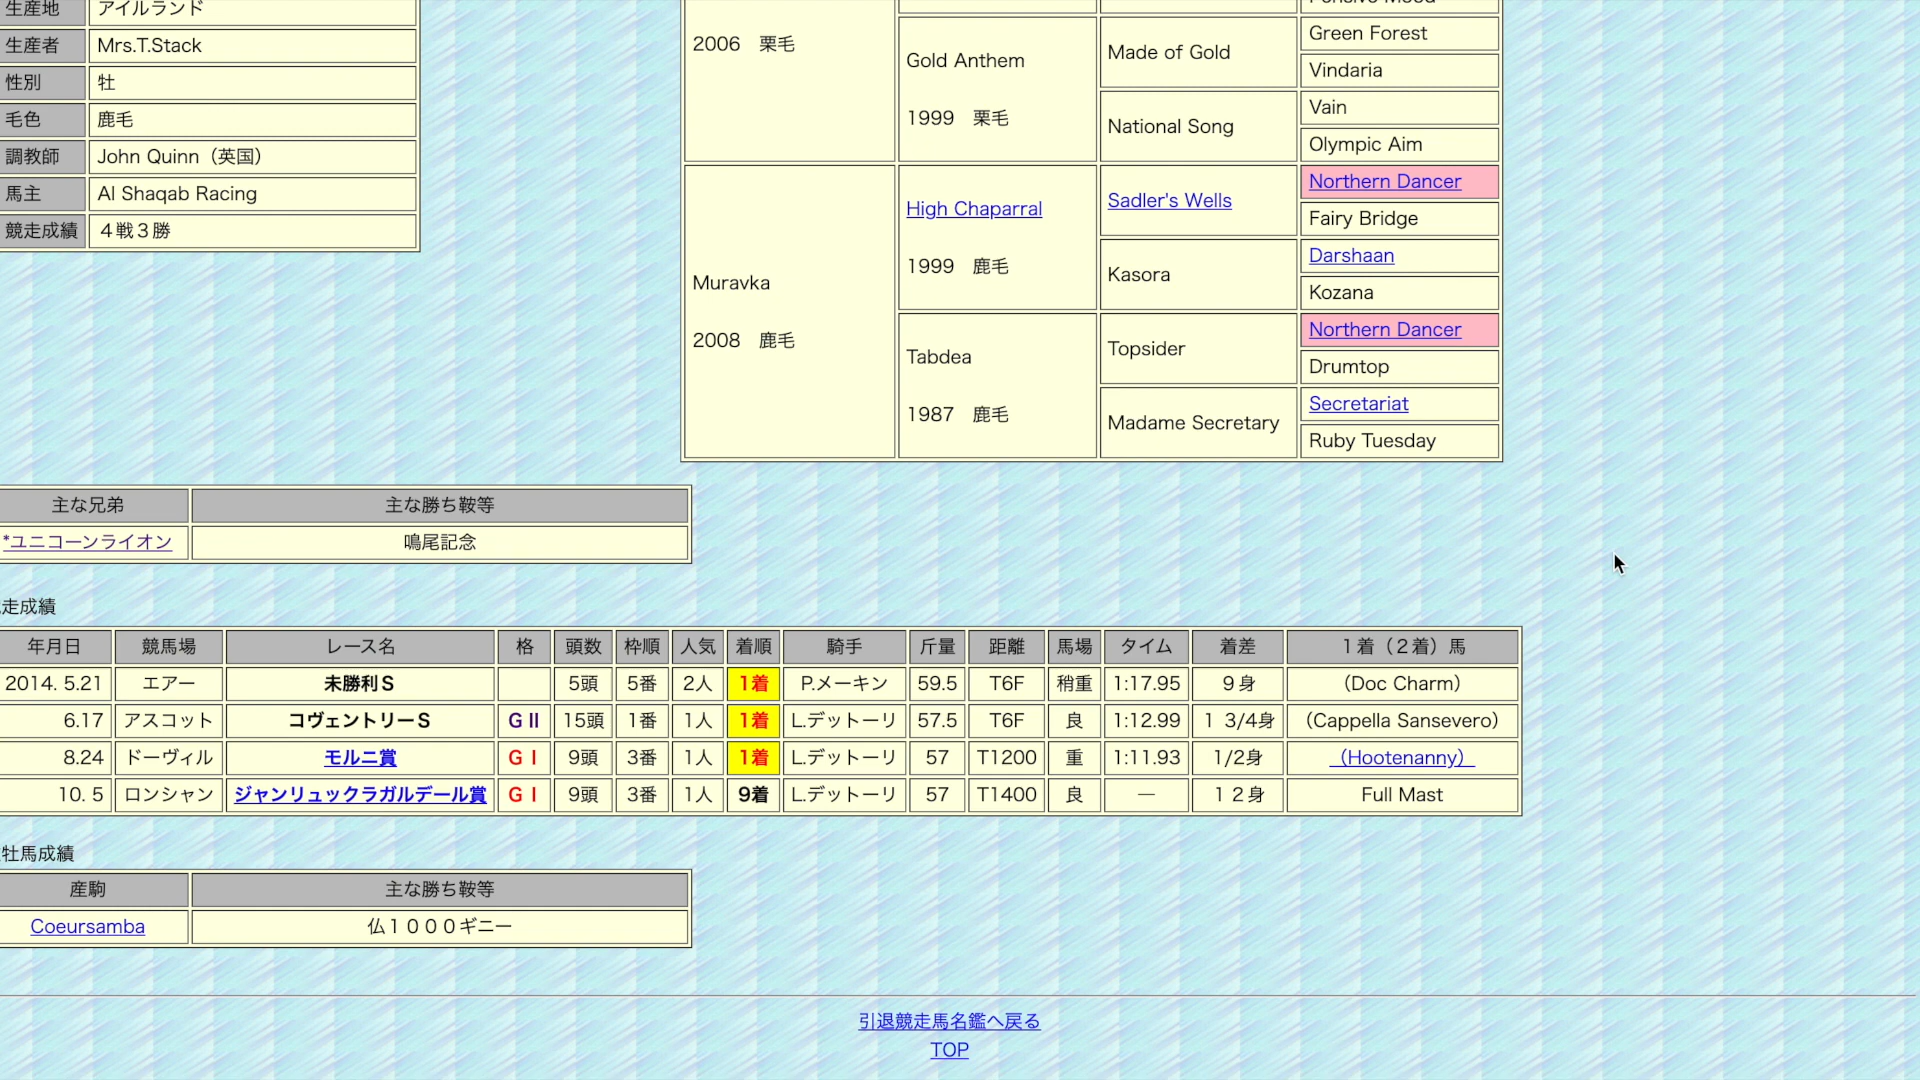 生産地 アイルランド
生産者 Mrs.T.Stack
性別 牡
毛色 鹿毛
調教師 John Quinn（英国）
馬主 Al Shaqab Racing
競走成績 ４戦３勝
2006　栗毛
Gold Anthem
1999　栗毛
Made of Gold
National Song
Green Forest
Vindaria
Vain
Olympic Aim
Muravka
2008　鹿毛
High Chaparral
1999　鹿毛
Tabdea
1987　鹿毛
Sadler's Wells
Kasora
Topsider
Madame Secretary
Northern Dancer
Fairy Bridge
Darshaan
Kozana
Northern Dancer
Drumtop
Secretariat
Ruby Tuesday
主な兄弟 主な勝ち鞍等
*ユニコーンライオン 鳴尾記念
走成績
年月日 競馬場 レース名 格 頭数 枠順 人気 着順 騎手 斤量 距離 馬場 タイム 着差 １着（２着）馬
2014. 5.21 エアー 未勝利Ｓ 5頭 5番 2人 1着 P.メーキン 59.5 T6F 稍重 1:17.95 ９身 （Doc Charm）
6.17 アスコット コヴェントリーＳ ＧⅡ 15頭 1番 1人 1着 L.デットーリ 57.5 T6F 良 1:12.99 １ 3/4身 （Cappella Sansevero）
8.24 ドーヴィル モルニ賞 ＧⅠ 9頭 3番 1人 1着 L.デットーリ 57 T1200 重 1:11.93 1/2身 （Hootenanny）
10. 5 ロンシャン ジャンリュックラガルデール賞 ＧⅠ 9頭 3番 1人 9着 L.デットーリ 57 T1400 良 ― １２身 Full Mast
牡馬成績
産駒 主な勝ち鞍等
Coeursamba 仏１０００ギニー
引退競走馬名鑑へ戻る
TOP